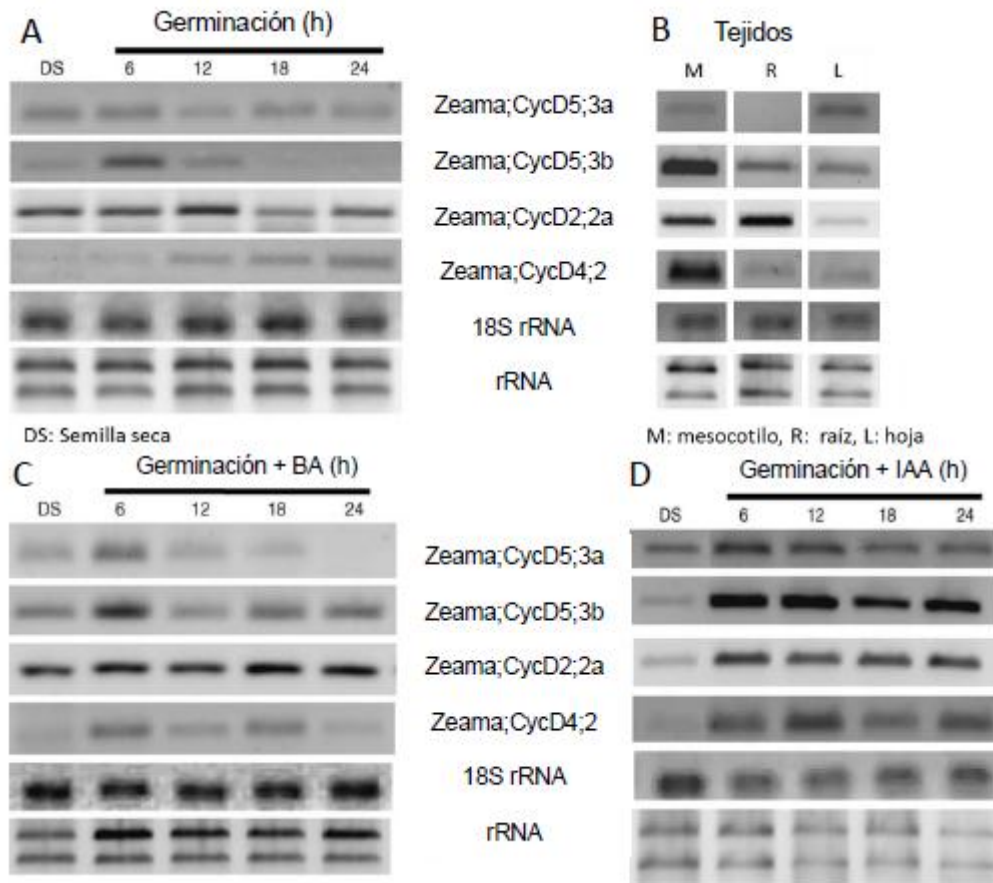 A
Germinación (h)
DS 6 12 18 24
B
Tejidos
M R L
Zeama;CycD5;3a
Zeama;CycD5;3b
Zeama;CycD2;2a
Zeama;CycD4;2
18S rRNA
rRNA
DS: Semilla seca
M: mesocotilo, R: raíz, L: hoja
C
Germinación + BA (h)
DS 6 12 18 24
D
Germinación + IAA (h)
DS 6 12 18 24
Zeama;CycD5;3a
Zeama;CycD5;3b
Zeama;CycD2;2a
Zeama;CycD4;2
18S rRNA
rRNA